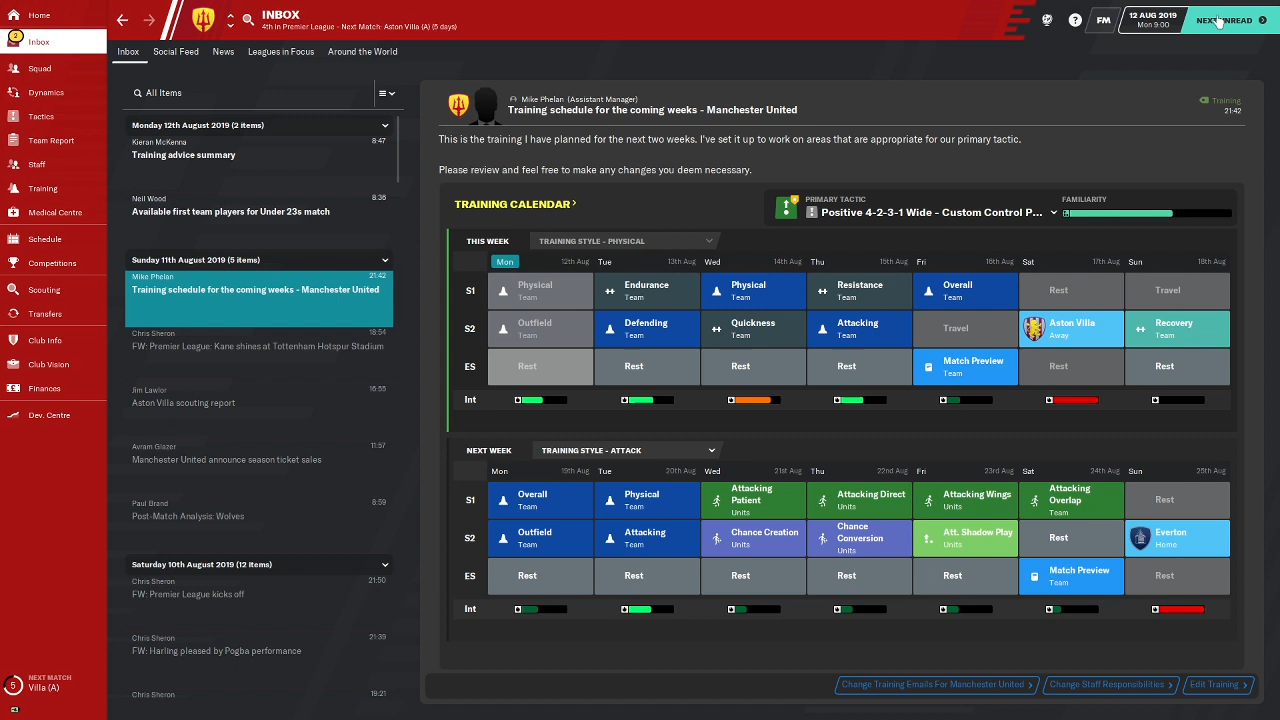 Home
2
Inbox
Squad
Dynamics
Tactics
Team Report
Staff
Training
Medical Centre
Schedule
Competitions
Scouting
Transfers
Club Info
Club Vision
Finances
Dev. Centre
5
NEXT MATCH
Villa (A)
INBOX
4th in Premier League - Next Match: Aston Villa (A) (5 days)
FM
12 AUG 2019
Mon 9:00
NEXT UNREAD
Inbox
Social Feed
News
Leagues in Focus
Around the World
All Items
Monday 12th August 2019 (2 items)
Kieran McKenna 8:47
Training advice summary
Neil Wood 8:36
Available first team players for Under 23s match
Sunday 11th August 2019 (5 items)
Mike Phelan 21:42
Training schedule for the coming weeks - Manchester United
Chris Sheron 18:54
FW: Premier League: Kane shines at Tottenham Hotspur Stadium
Jim Lawlor 16:55
Aston Villa scouting report
Avram Glazer 11:57
Manchester United announce season ticket sales
Paul Brand 8:59
Post-Match Analysis: Wolves
Saturday 10th August 2019 (12 items)
Chris Sheron 21:50
FW: Premier League kicks off
Chris Sheron 21:39
FW: Harling pleased by Pogba performance
Chris Sheron 19:21
Mike Phelan (Assistant Manager)
Training schedule for the coming weeks - Manchester United
Training
21:42
This is the training I have planned for the next two weeks. I've set it up to work on areas that are appropriate for our primary tactic.
Please review and feel free to make any changes you deem necessary.
TRAINING CALENDAR
PRIMARY TACTIC
Positive 4-2-3-1 Wide - Custom Control P...
FAMILIARITY
THIS WEEK
TRAINING STYLE - PHYSICAL
Mon 12th Aug Tue 13th Aug Wed 14th Aug Thu 15th Aug Fri 16th Aug Sat 17th Aug Sun 18th Aug
S1
Physical Endurance Physical Resistance Overall Rest Travel
Team Team Team Team Team
S2
Outfield Defending Quickness Attacking Travel Aston Villa Recovery
Team Team Team Team Away Team
ES
Rest Rest Rest Rest Match Preview Rest Rest
Team
Int
NEXT WEEK
TRAINING STYLE - ATTACK
Mon 19th Aug Tue 20th Aug Wed 21st Aug Thu 22nd Aug Fri 23rd Aug Sat 24th Aug Sun 25th Aug
S1
Overall Physical Attacking Patient Attacking Direct Attacking Wings Attacking Overlap Rest
Team Team Units Units Units Team
S2
Outfield Attacking Chance Creation Chance Conversion Att. Shadow Play Rest Everton
Team Team Units Units Units Home
ES
Rest Rest Rest Rest Rest Match Preview Rest
Team
Int
Change Training Emails For Manchester United
Change Staff Responsibilities
Edit Training